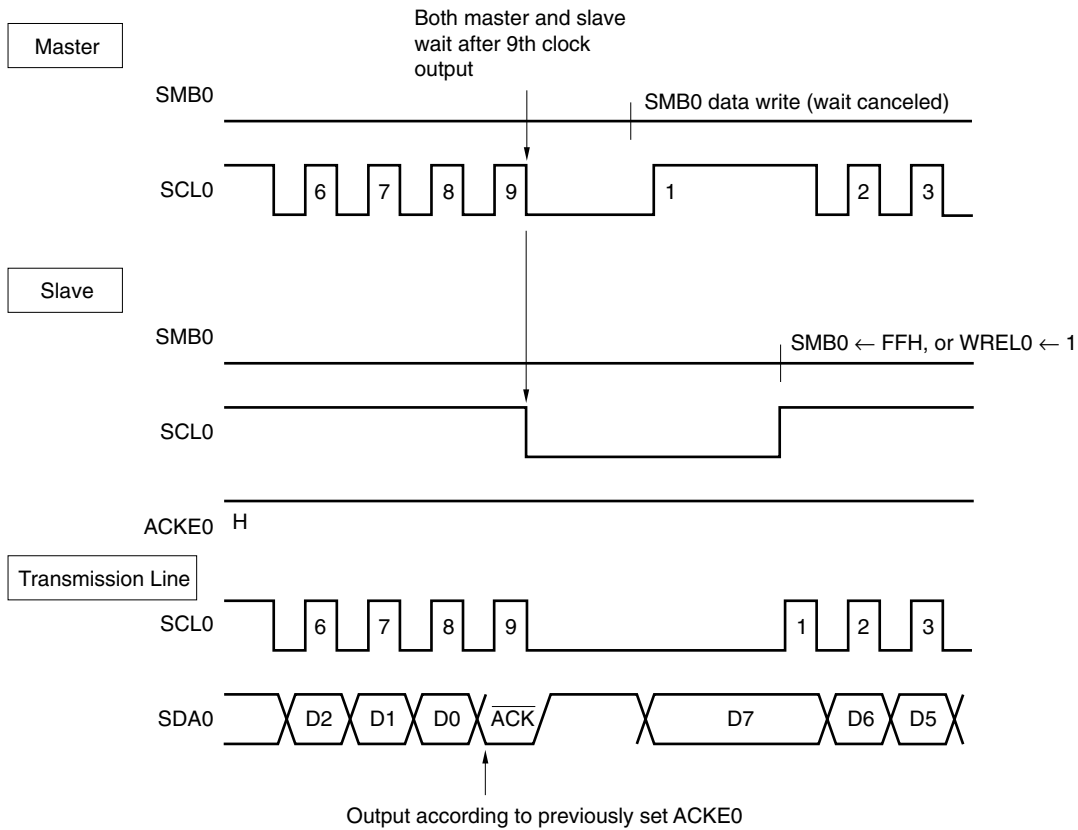 Both master and slave
wait after 9th clock
output
Master
SMB0
SMB0 data write (wait canceled)
SCL0
6 7 8 9 1 2 3
Slave
SMB0
SMB0 ← FFH, or WREL0 ← 1
SCL0
ACKE0 H
Transmission Line
SCL0
6 7 8 9 1 2 3
SDA0
D2 D1 D0 ACK D7 D6 D5
Output according to previously set ACKE0